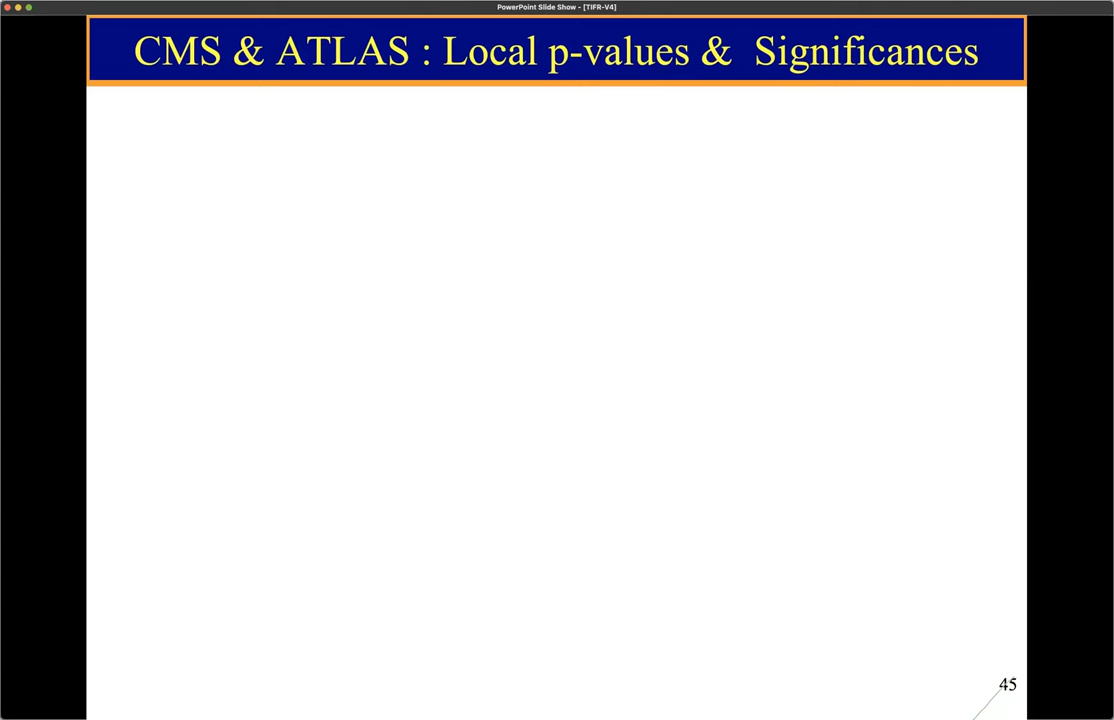 PowerPoint Slide Show - [TIFR-V4]
CMS & ATLAS : Local p-values & Significances
45